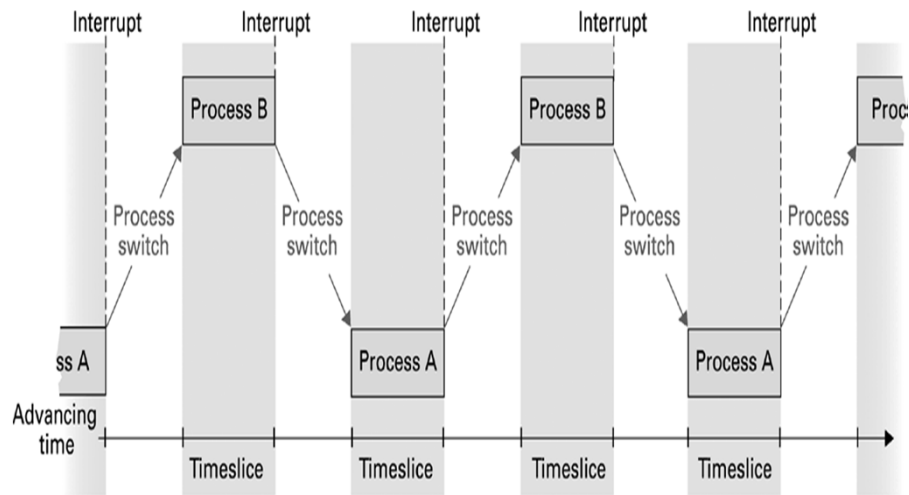 Interrupt Interrupt Interrupt Interrupt Interrupt
Process B Process B Proc
Process Process Process Process Process
switch switch switch switch switch
ss A Process A Process A
Advancing
time
Timeslice Timeslice Timeslice Timeslice